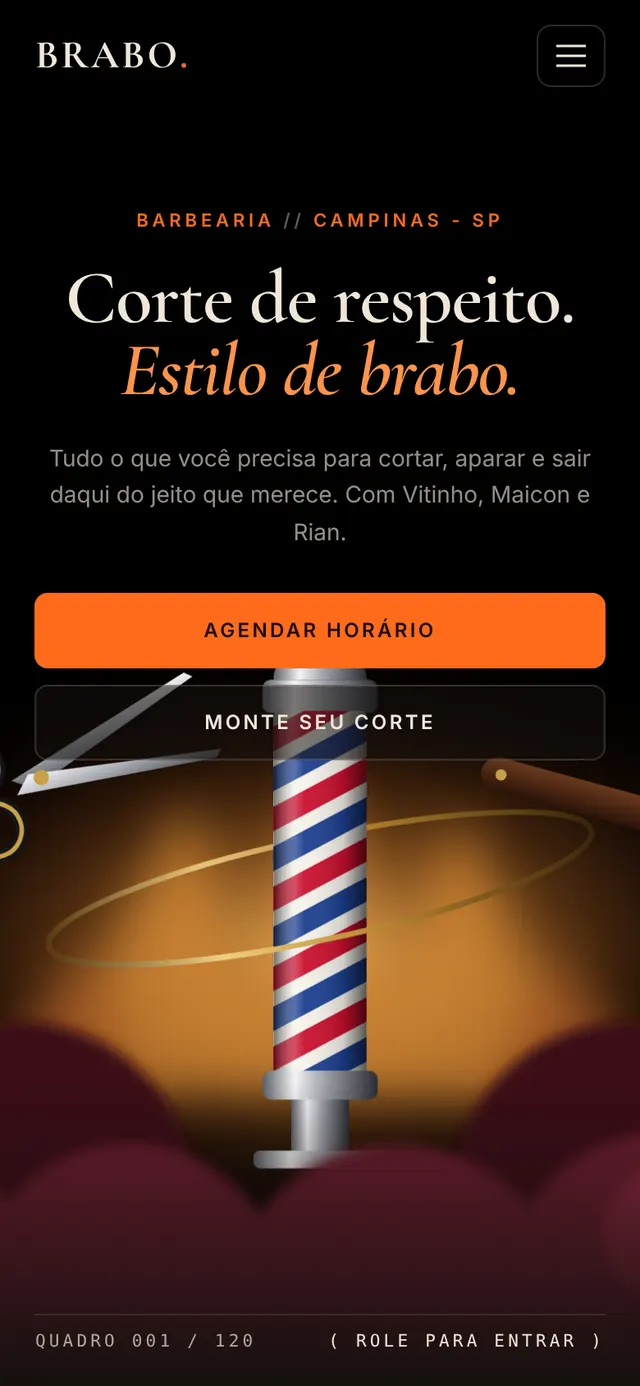 BRABO.
BARBEARIA // CAMPINAS - SP
Corte de respeito.
Estilo de brabo.
Tudo o que você precisa para cortar, aparar e sair
daqui do jeito que merece. Com Vitinho, Maicon e
Rian.
AGENDAR HORÁRIO
MONTE SEU CORTE
QUADRO 001 / 120
( ROLE PARA ENTRAR )